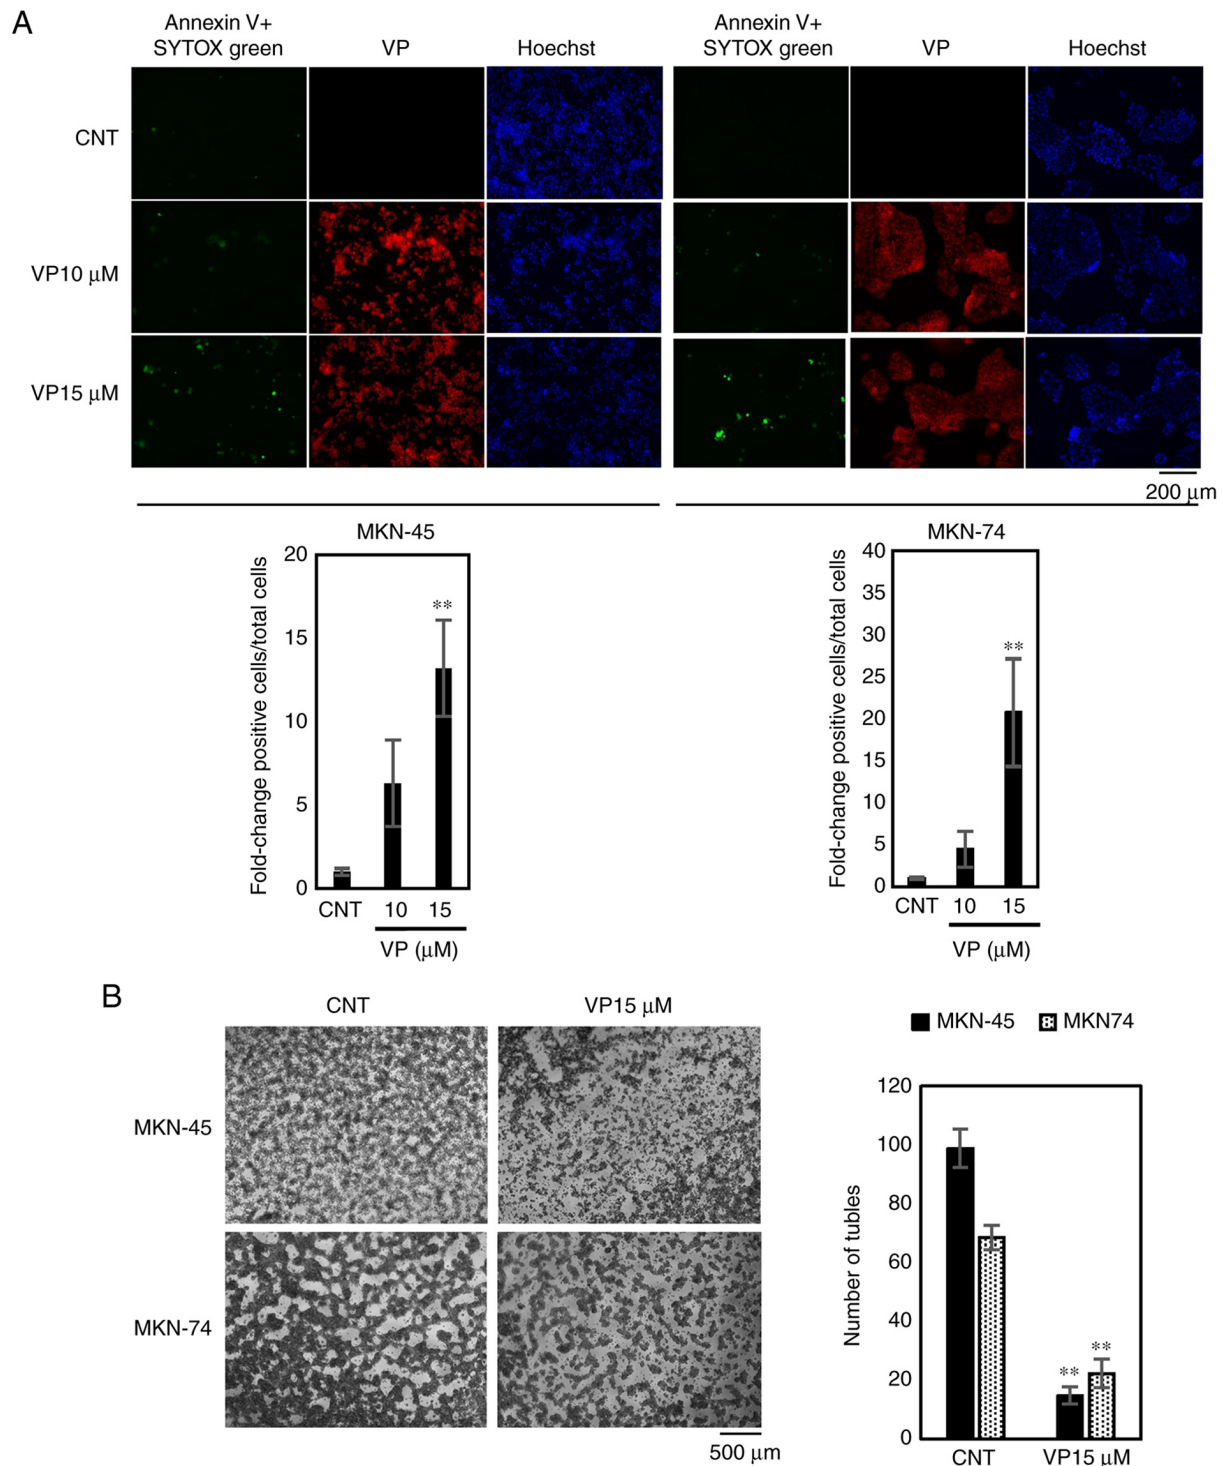 A
Annexin V+
SYTOX green
VP
Hoechst
Annexin V+
SYTOX green
VP
Hoechst
CNT
VP10 μM
VP15 μM
200 μm
MKN-45
Fold-change positive cells/total cells
20
15
10
5
0
**
CNT
10
15
VP (μM)
MKN-74
Fold-change positive cells/total cells
40
35
30
25
20
15
10
5
0
**
CNT
10
15
VP (μM)
B
CNT
VP15 μM
MKN-45
MKN-74
500 μm
MKN-45
MKN74
Number of tubles
120
100
80
60
40
20
0
**
**
CNT
VP15 μM